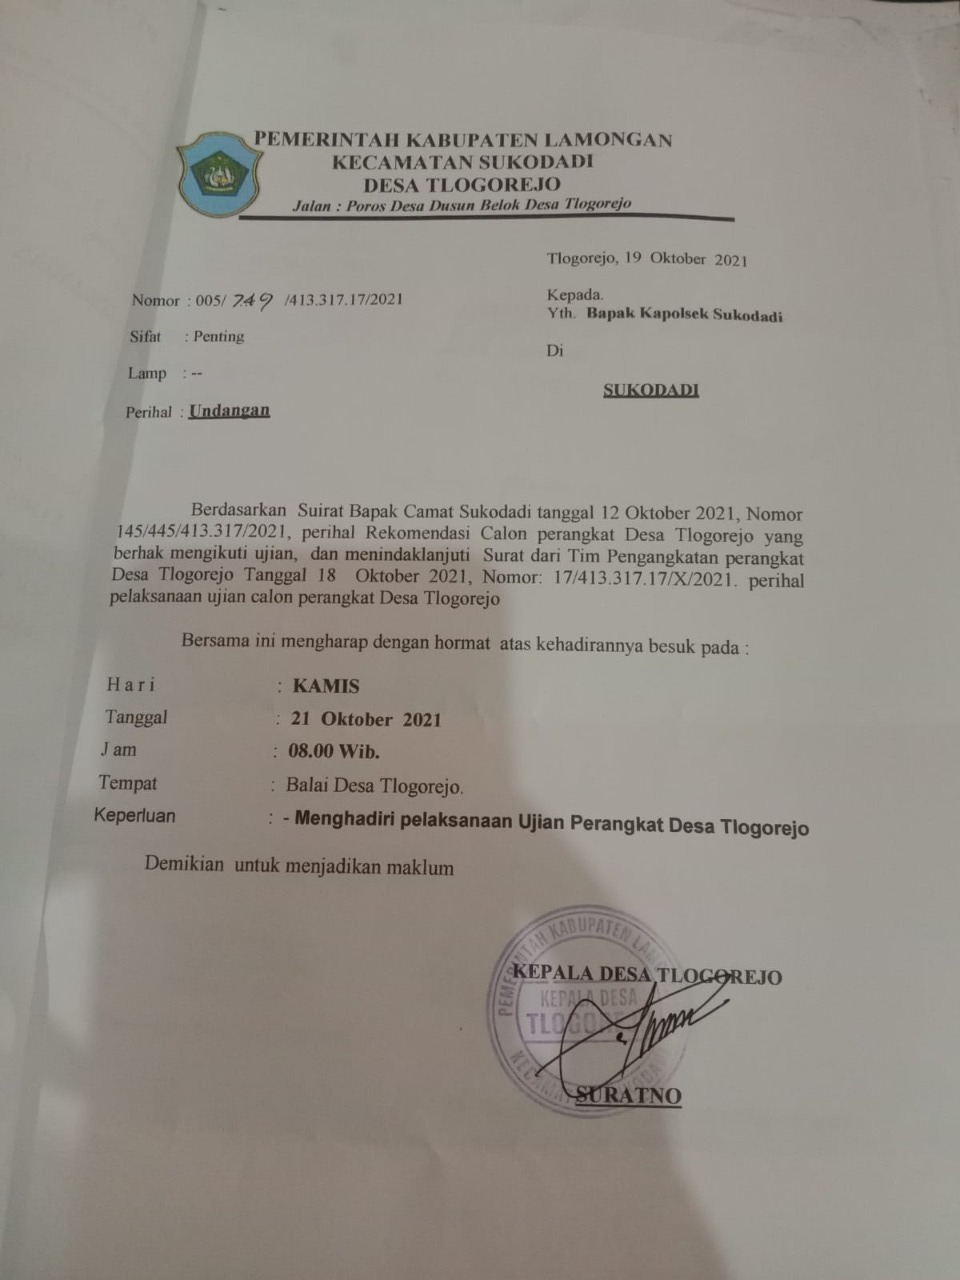 PEMERINTAH KABUPATEN LAMONGAN
KECAMATAN SUKODADI
DESA TLOGOREJO
Jalan : Poros Desa Dusun Belok Desa Tlogorejo
Tlogorejo, 19 Oktober 2021
Nomor : 005/ 749 /413.317.17/2021
Sifat : Penting
Lamp : --
Perihal : Undangan
Kepada.
Yth. Bapak Kapolsek Sukodadi
Di
SUKODADI
Berdasarkan Suirat Bapak Camat Sukodadi tanggal 12 Oktober 2021, Nomor
145/445/413.317/2021, perihal Rekomendasi Calon perangkat Desa Tlogorejo yang
berhak mengikuti ujian, dan menindaklanjuti Surat dari Tim Pengangkatan perangkat
Desa Tlogorejo Tanggal 18 Oktober 2021, Nomor: 17/413.317.17/X/2021. perihal
pelaksanaan ujian calon perangkat Desa Tlogorejo
Bersama ini mengharap dengan hormat atas kehadirannya besuk pada :
H a r i : KAMIS
Tanggal : 21 Oktober 2021
J am : 08.00 Wib.
Tempat : Balai Desa Tlogorejo.
Keperluan : - Menghadiri pelaksanaan Ujian Perangkat Desa Tlogorejo
Demikian untuk menjadikan maklum
KEPALA DESA TLOGOREJO
PEMERINTAH KABUPATEN
KEPALA DESA
SURATNO